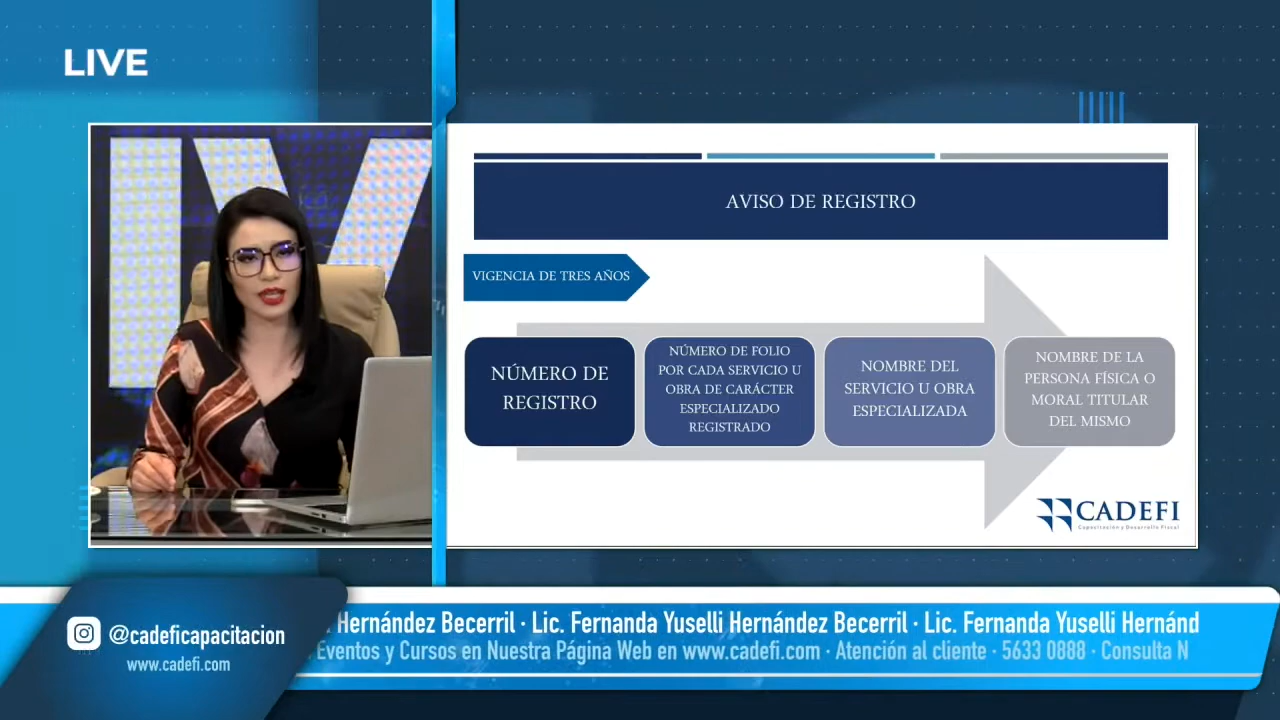 LIVE
AVISO DE REGISTRO
VIGENCIA DE TRES AÑOS
NÚMERO DE
REGISTRO
NÚMERO DE FOLIO
POR CADA SERVICIO U
OBRA DE CARÁCTER
ESPECIALIZADO
REGISTRADO
NOMBRE DEL
SERVICIO U OBRA
ESPECIALIZADA
NOMBRE DE LA
PERSONA FÍSICA O
MORAL TITULAR
DEL MISMO
CADEFI
Capacitación y Desarrollo Fiscal
@cadeficapacitacion
www.cadefi.com
Hernández Becerril · Lic. Fernanda Yuselli Hernández Becerril · Lic. Fernanda Yuselli Hernánd
Eventos y Cursos en Nuestra Página Web en www.cadefi.com · Atención al cliente · 5633 0888 · Consulta N